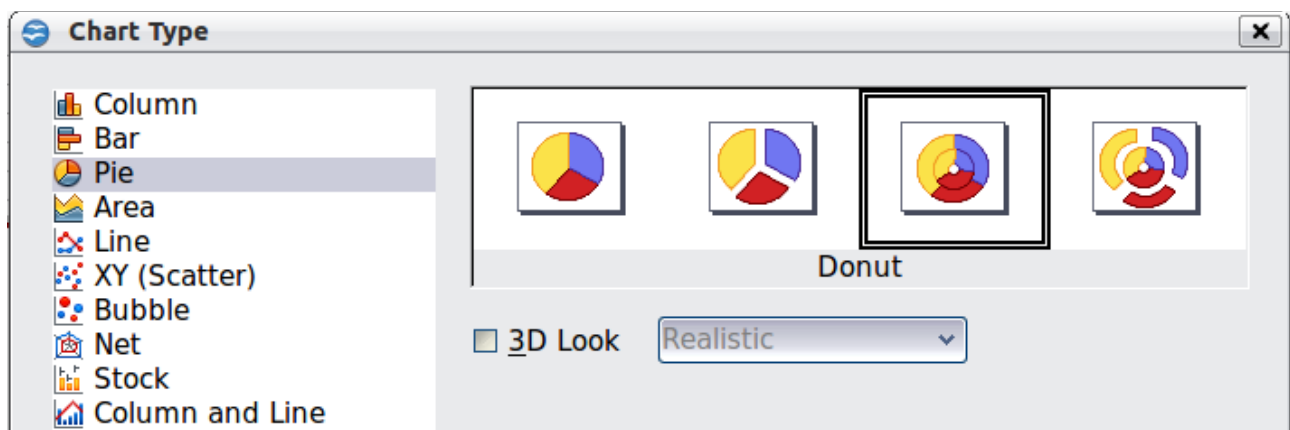 Chart Type
Column
Bar
Pie
Area
Line
XY (Scatter)
Bubble
Net
Stock
Column and Line
Donut
3D Look
Realistic